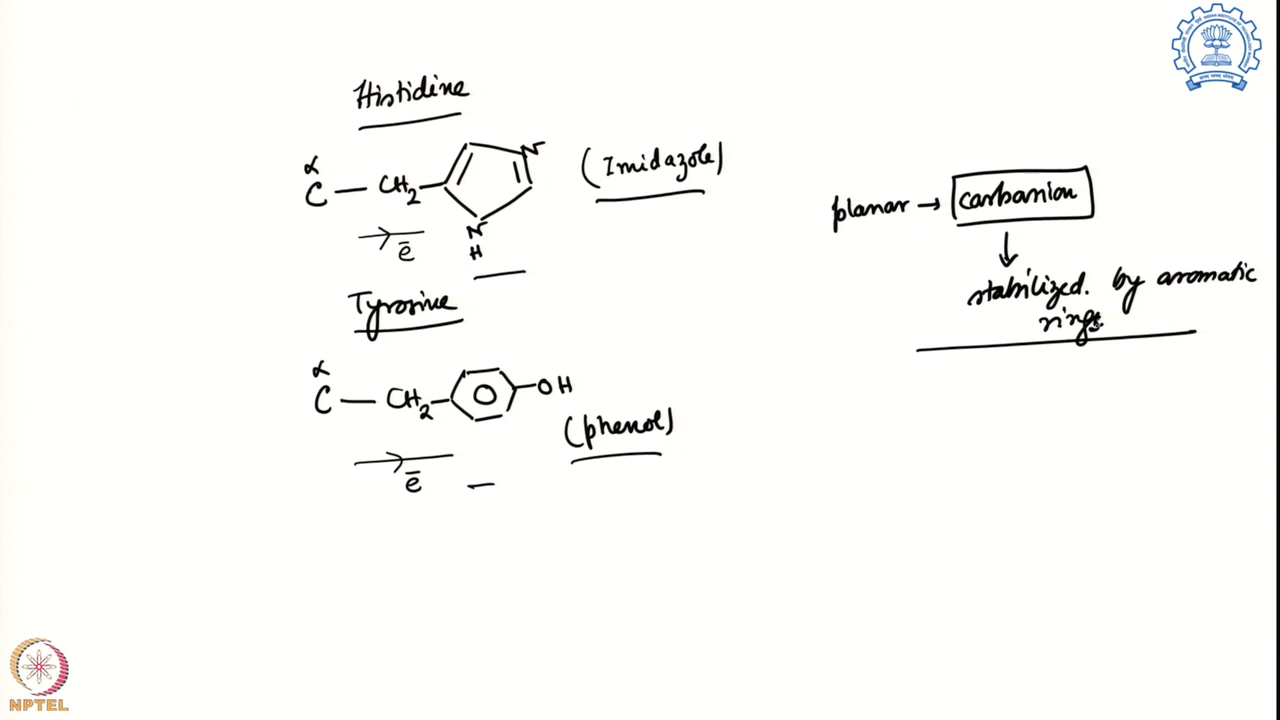 Histidine
α
C — CH2
N
N
H
(Imidazole)
ē
Tyrosine
α
C — CH2
OH
(phenol)
ē
planar → carbanion
stabilized. by aromatic
rings.
NPTEL